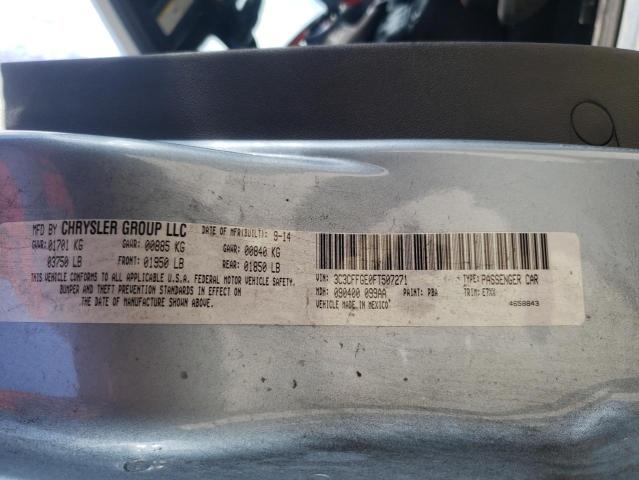 MFD BY CHRYSLER GROUP LLC DATE OF MFR(BUILT): 9-14
GVWR: 01701 KG GAWR: 00885 KG GAWR: 00840 KG
03750 LB FRONT: 01950 LB REAR: 01850 LB
THIS VEHICLE CONFORMS TO ALL APPLICABLE U.S.A. FEDERAL MOTOR VEHICLE SAFETY,
BUMPER AND THEFT PREVENTION STANDARDS IN EFFECT ON
THE DATE OF MANUFACTURE SHOWN ABOVE.
VIN: 3C3CFFGE0FT507271 TYPE: PASSENGER CAR
MDH: 090400 099AA PAINT: PBA TRIM: E7XX
VEHICLE MADE IN MEXICO 4658843